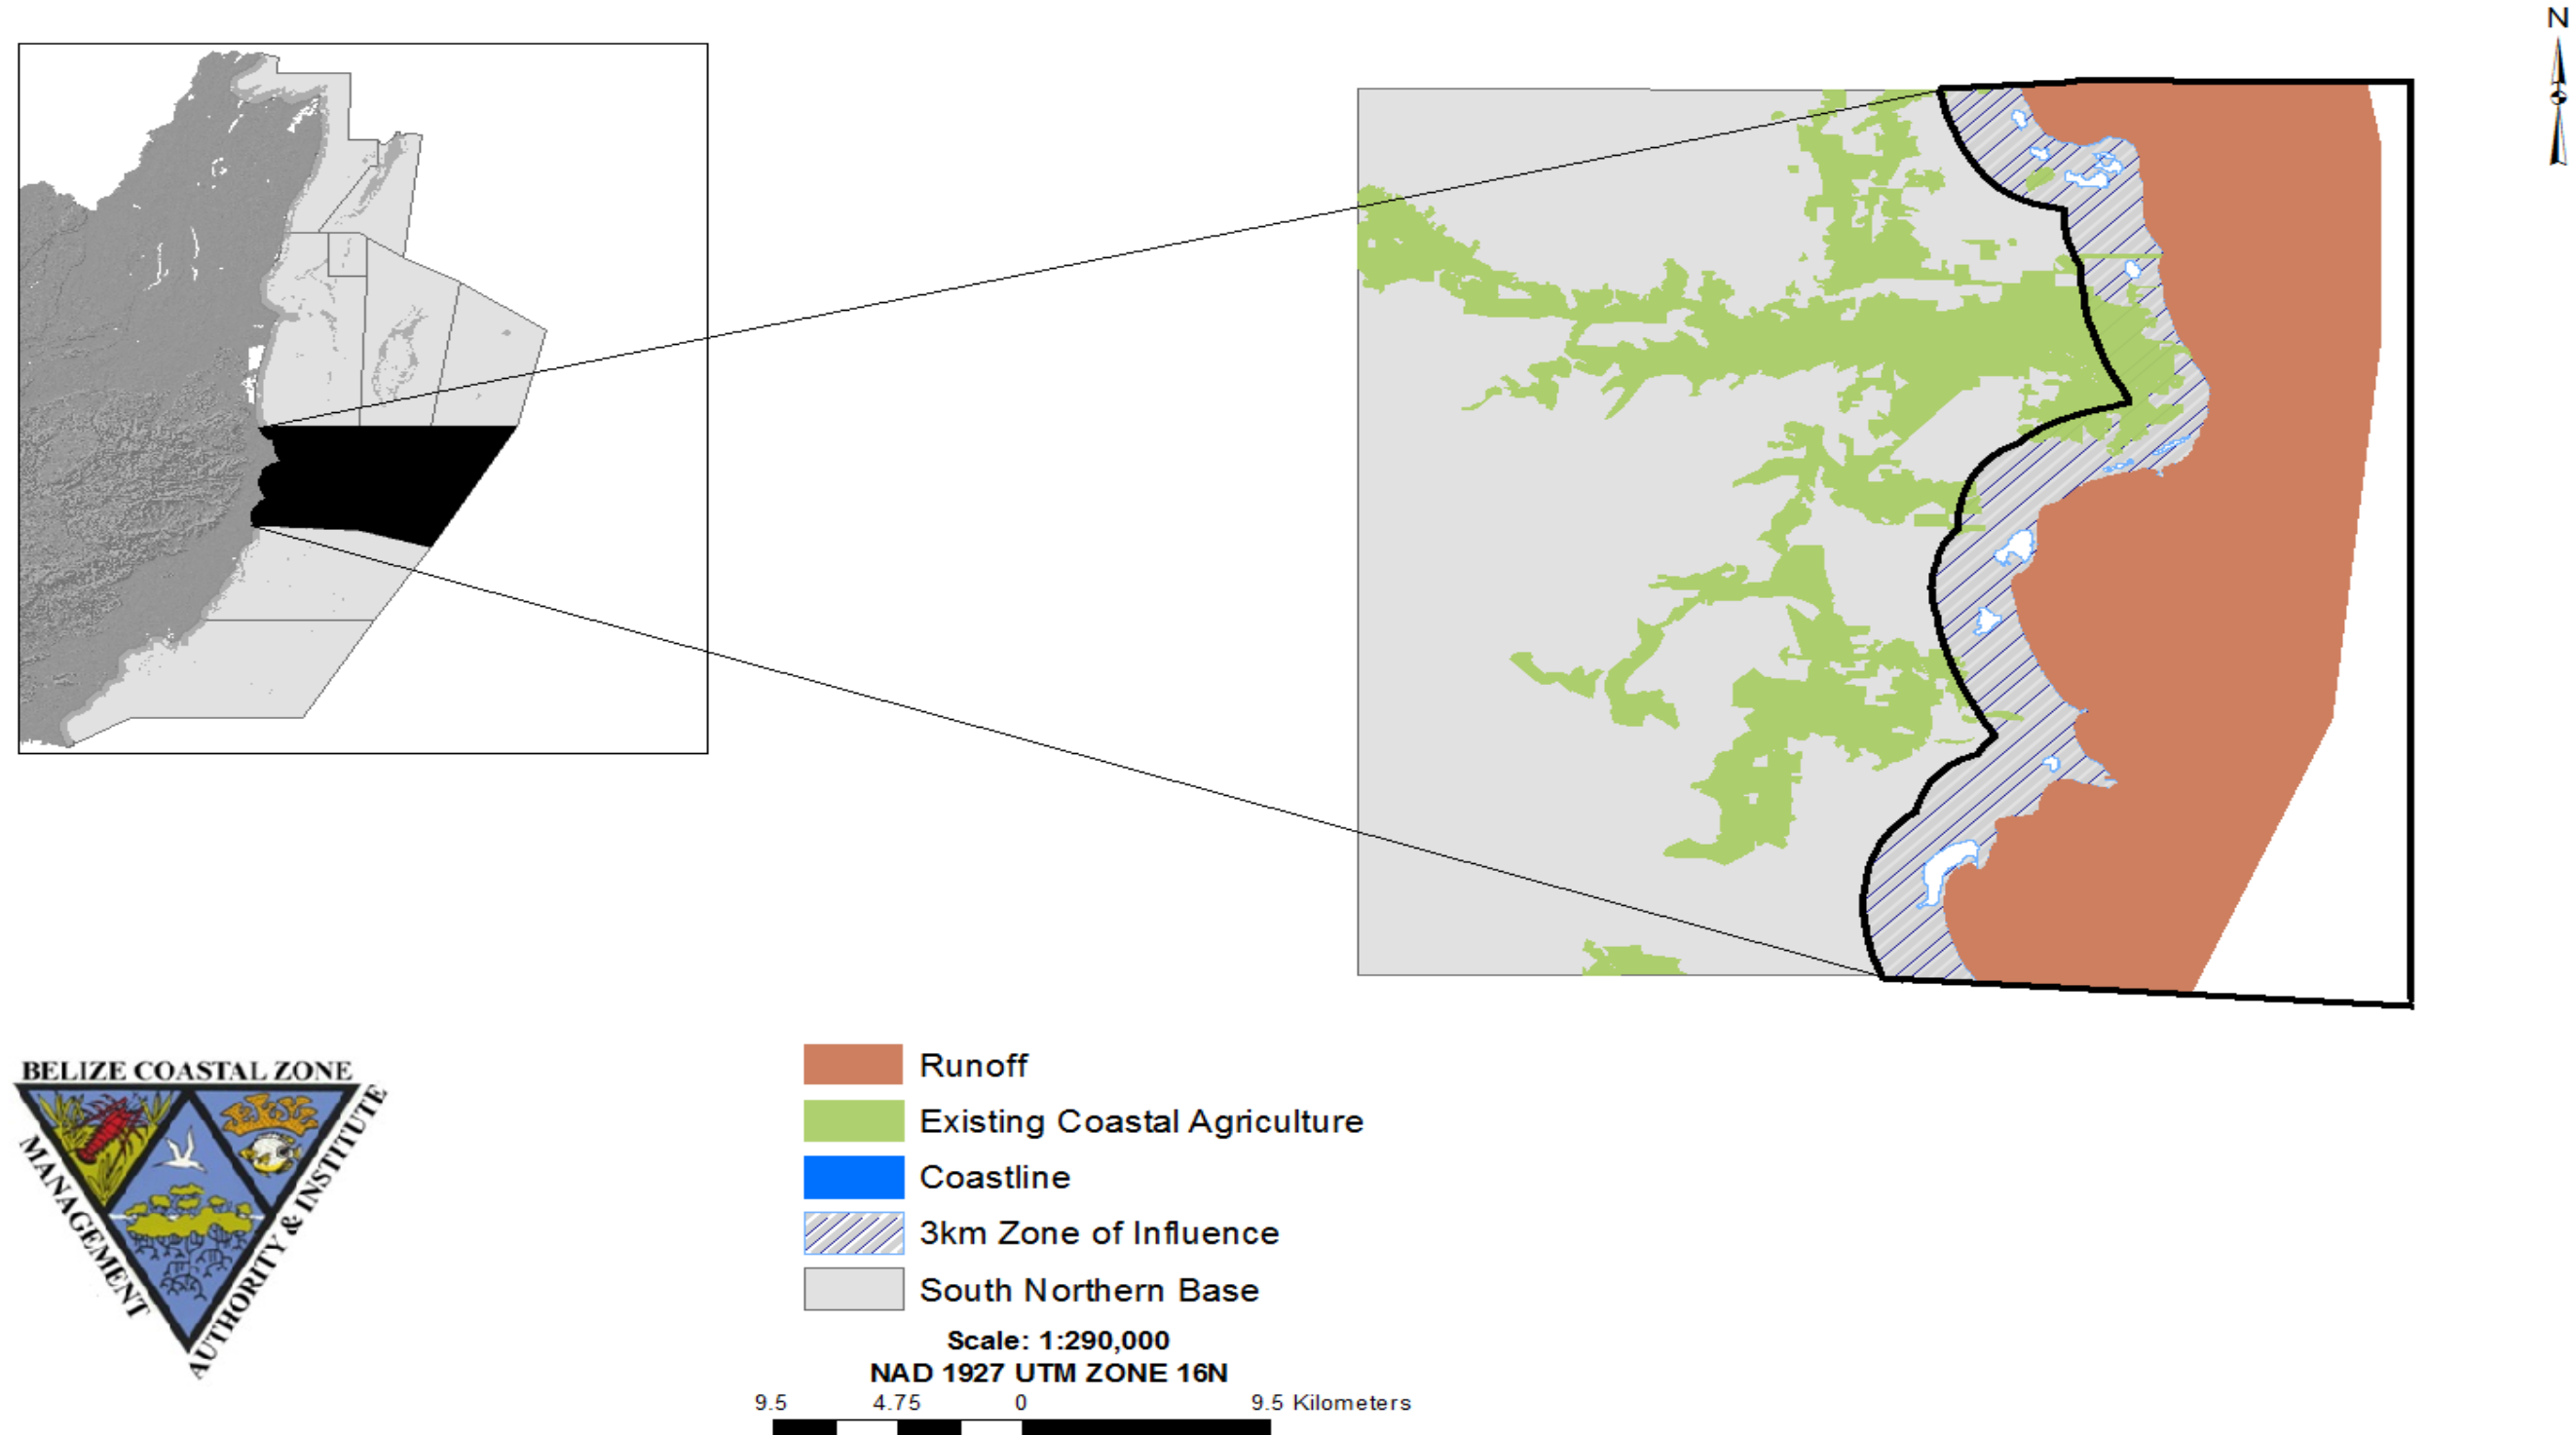 N
Runoff
Existing Coastal Agriculture
Coastline
3km Zone of Influence
South Northern Base
Scale: 1:290,000
NAD 1927 UTM ZONE 16N
9.5 4.75 0 9.5 Kilometers
BELIZE COASTAL ZONE
MANAGEMENT
AUTHORITY & INSTITUTE